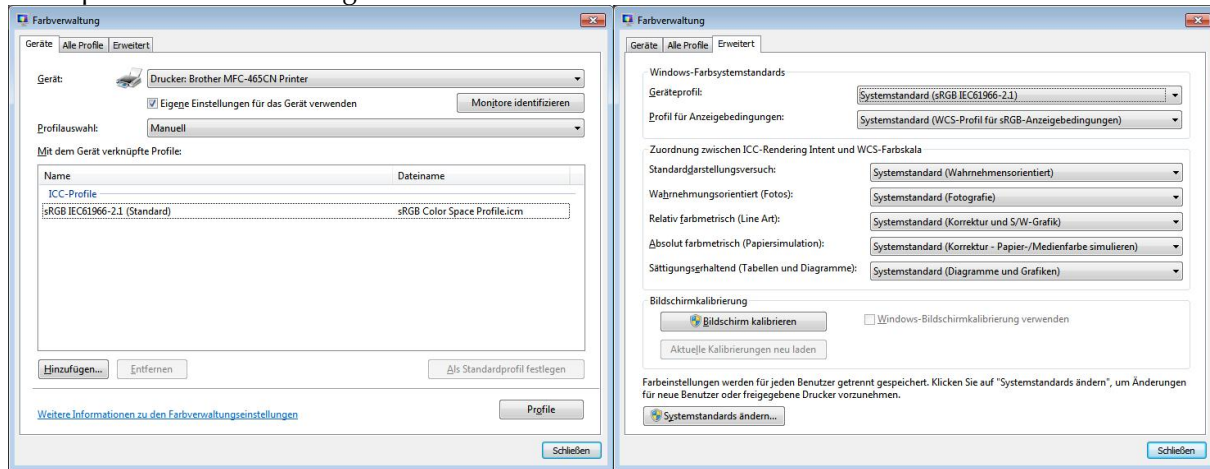 Farbverwaltung
Geräte Alle Profile Erweitert
Gerät: Drucker: Brother MFC-465CN Printer
Eigene Einstellungen für das Gerät verwenden Monitore identifizieren
Profilauswahl: Manuell
Mit dem Gerät verknüpfte Profile:
Name Dateiname
ICC-Profile
sRGB IEC61966-2.1 (Standard) sRGB Color Space Profile.icm
Hinzufügen... Entfernen Als Standardprofil festlegen
Weitere Informationen zu den Farbverwaltungseinstellungen Profile
Schließen
Farbverwaltung
Geräte Alle Profile Erweitert
Windows-Farbsystemstandards
Geräteprofil: Systemstandard (sRGB IEC61966-2.1)
Profil für Anzeigebedingungen: Systemstandard (WCS-Profil für sRGB-Anzeigebedingungen)
Zuordnung zwischen ICC-Rendering Intent und WCS-Farbskala
Standarddarstellungsversuch: Systemstandard (Wahrnehmensorientiert)
Wahrnehmungsorientiert (Fotos): Systemstandard (Fotografie)
Relativ farbmetrisch (Line Art): Systemstandard (Korrektur und S/W-Grafik)
Absolut farbmetrisch (Papiersimulation): Systemstandard (Korrektur - Papier-/Medienfarbe simulieren)
Sättigungserhaltend (Tabellen und Diagramme): Systemstandard (Diagramme und Grafiken)
Bildschirmkalibrierung
Bildschirm kalibrieren Windows-Bildschirmkalibrierung verwenden
Aktuelle Kalibrierungen neu laden
Farbeinstellungen werden für jeden Benutzer getrennt gespeichert. Klicken Sie auf "Systemstandards ändern", um Änderungen
für neue Benutzer oder freigegebene Drucker vorzunehmen.
Systemstandards ändern...
Schließen